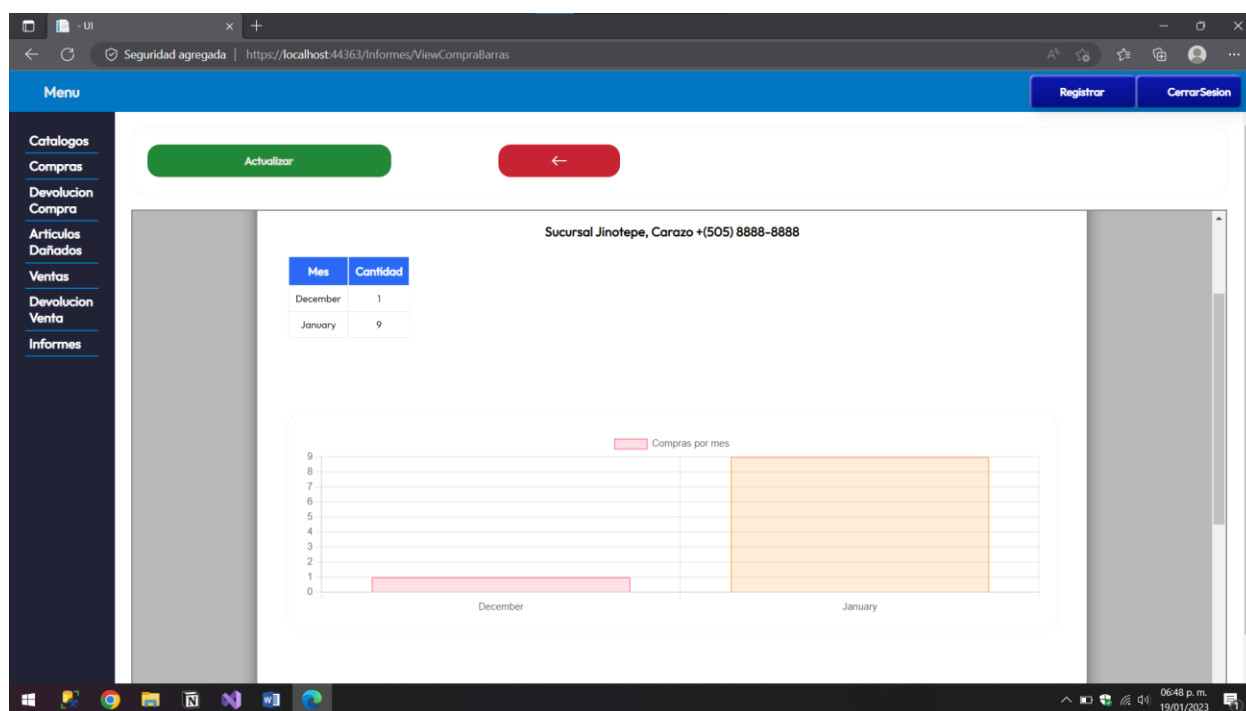 - UI
Seguridad agregada | https://localhost:44363/Informes/ViewCompraBarras
Menu
Registrar
CerrarSesion
Catalogos
Compras
Devolucion
Compra
Articulos
Dañados
Ventas
Devolucion
Venta
Informes
Actualizar
Sucursal Jinotepe, Carazo +(505) 8888-8888
Mes Cantidad
December 1
January 9
Compras por mes
9
8
7
6
5
4
3
2
1
0
December January
06:48 p. m.
19/01/2023